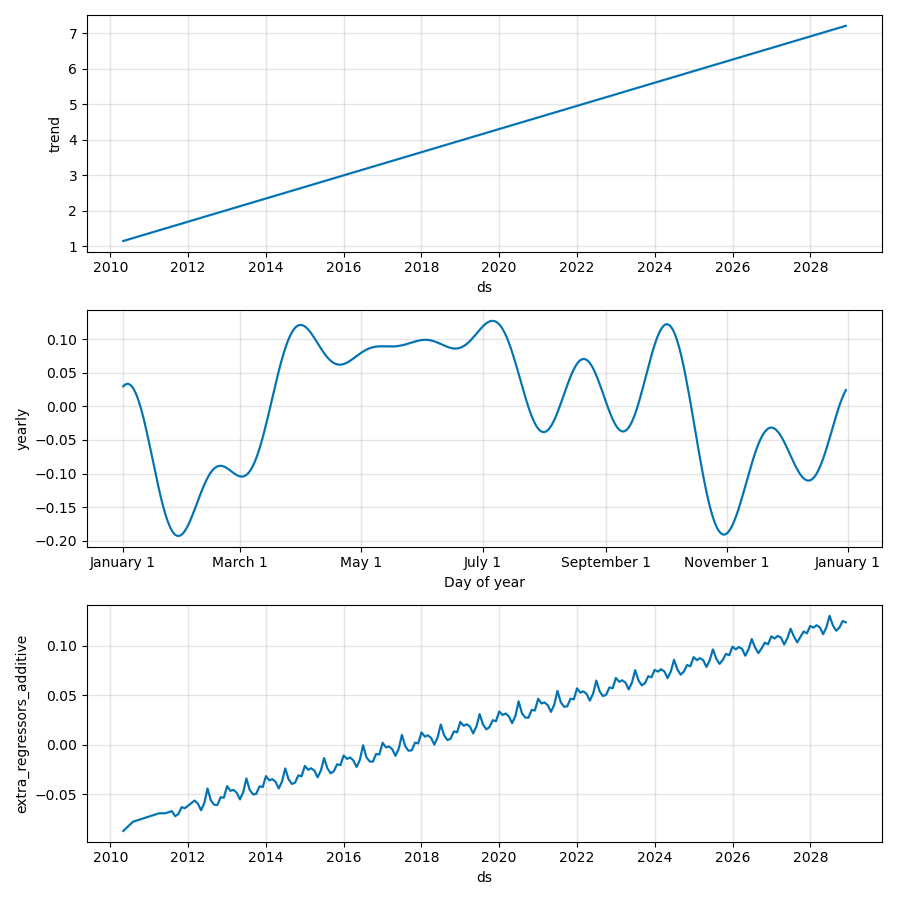 7
6
5
4
3
2
1
trend
2010 2012 2014 2016 2018 2020 2022 2024 2026 2028
ds
0.10
0.05
0.00
−0.05
−0.10
−0.15
−0.20
yearly
January 1 March 1 May 1 July 1 September 1 November 1 January 1
Day of year
0.10
0.05
0.00
−0.05
extra_regressors_additive
2010 2012 2014 2016 2018 2020 2022 2024 2026 2028
ds